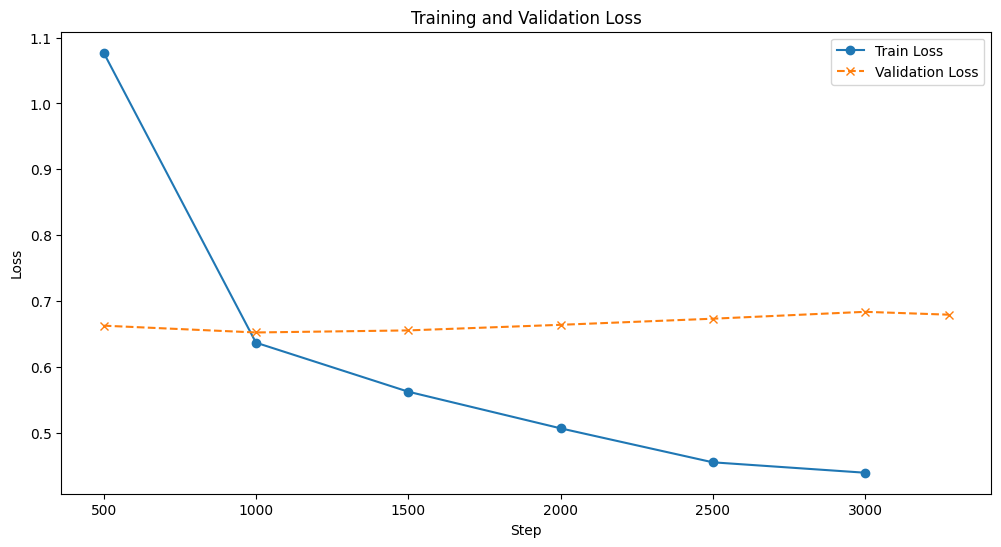 Training and Validation Loss
Train Loss
Validation Loss
1.1
1.0
0.9
0.8
0.7
0.6
0.5
Loss
500 1000 1500 2000 2500 3000
Step